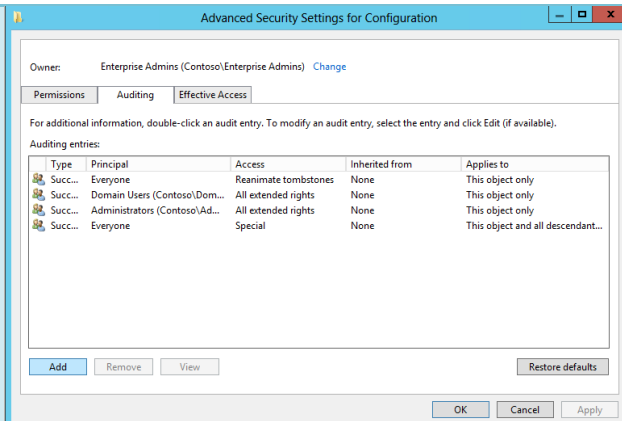 Advanced Security Settings for Configuration
Owner: Enterprise Admins (Contoso\Enterprise Admins) Change
Permissions Auditing Effective Access
For additional information, double-click an audit entry. To modify an audit entry, select the entry and click Edit (if available).
Auditing entries:
Type Principal Access Inherited from Applies to
Succ... Everyone Reanimate tombstones None This object only
Succ... Domain Users (Contoso\Dom... All extended rights None This object only
Succ... Administrators (Contoso\Ad... All extended rights None This object only
Succ... Everyone Special None This object and all descendant...
Add Remove View Restore defaults
OK Cancel Apply